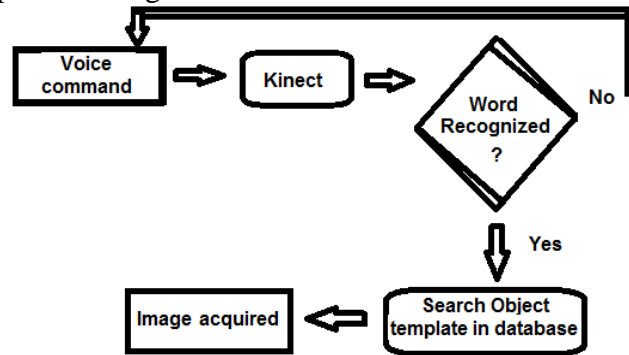 Voice
command
Kinect
Word
Recognized
?
No
Yes
Search Object
template in database
Image acquired